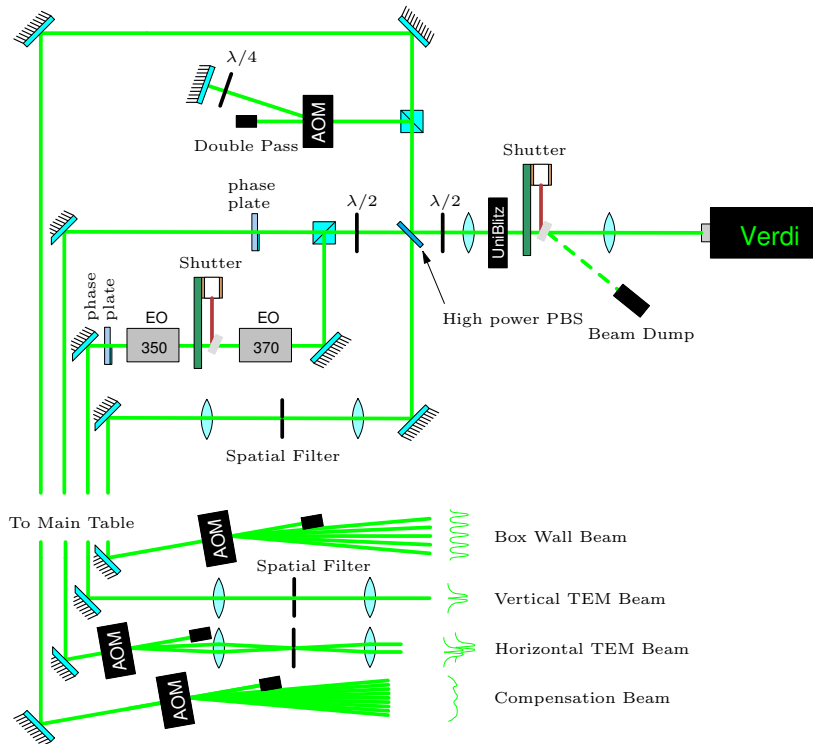 λ/4
AOM
Double Pass
Shutter
phase
plate
λ/2
λ/2
UniBlitz
Verdi
Shutter
phase
plate
EO
350
EO
370
High power PBS
Beam Dump
Spatial Filter
To Main Table
AOM
Box Wall Beam
Spatial Filter
Vertical TEM Beam
AOM
Horizontal TEM Beam
AOM
Compensation Beam